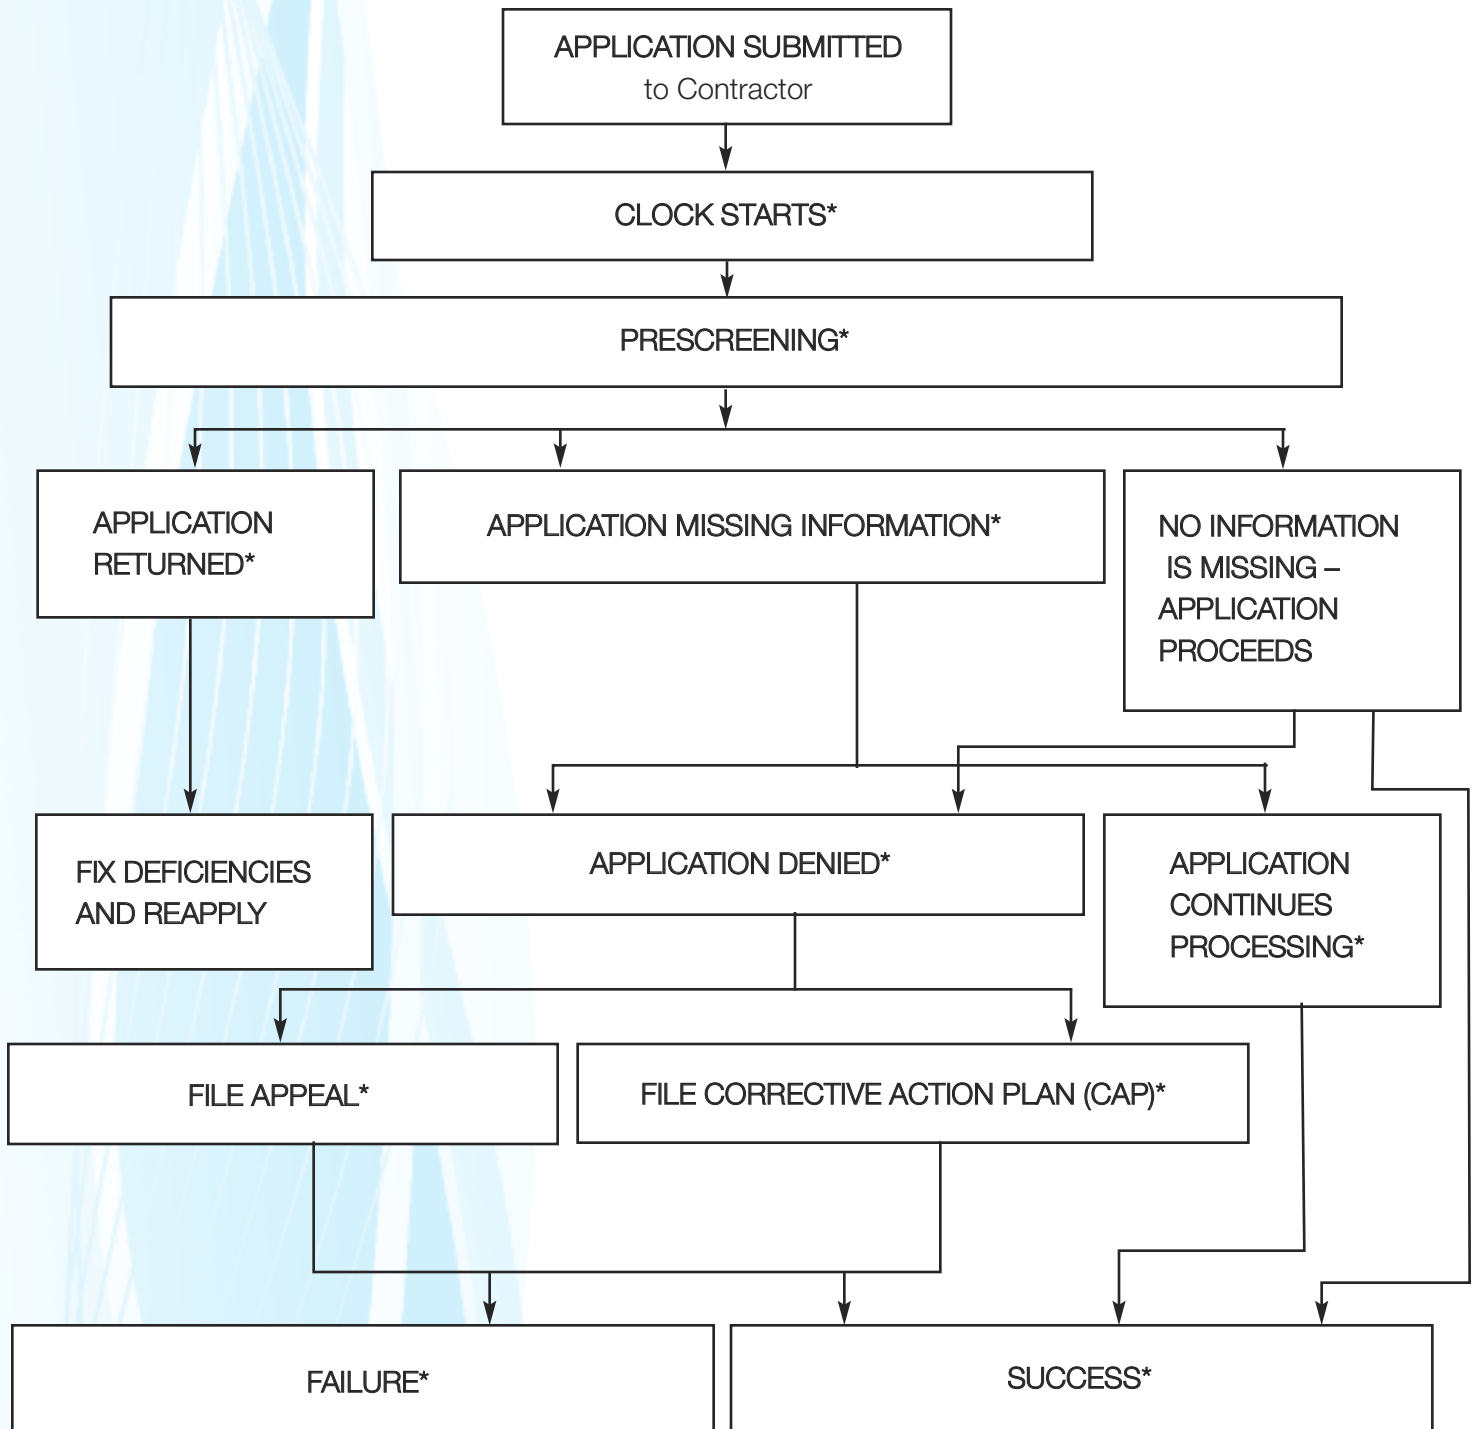 APPLICATION SUBMITTED
to Contractor
CLOCK STARTS*
PRESCREENING*
APPLICATION
RETURNED*
APPLICATION MISSING INFORMATION*
NO INFORMATION
IS MISSING –
APPLICATION
PROCEEDS
FIX DEFICIENCIES
AND REAPPLY
APPLICATION DENIED*
APPLICATION
CONTINUES
PROCESSING*
FILE APPEAL*
FILE CORRECTIVE ACTION PLAN (CAP)*
FAILURE*
SUCCESS*